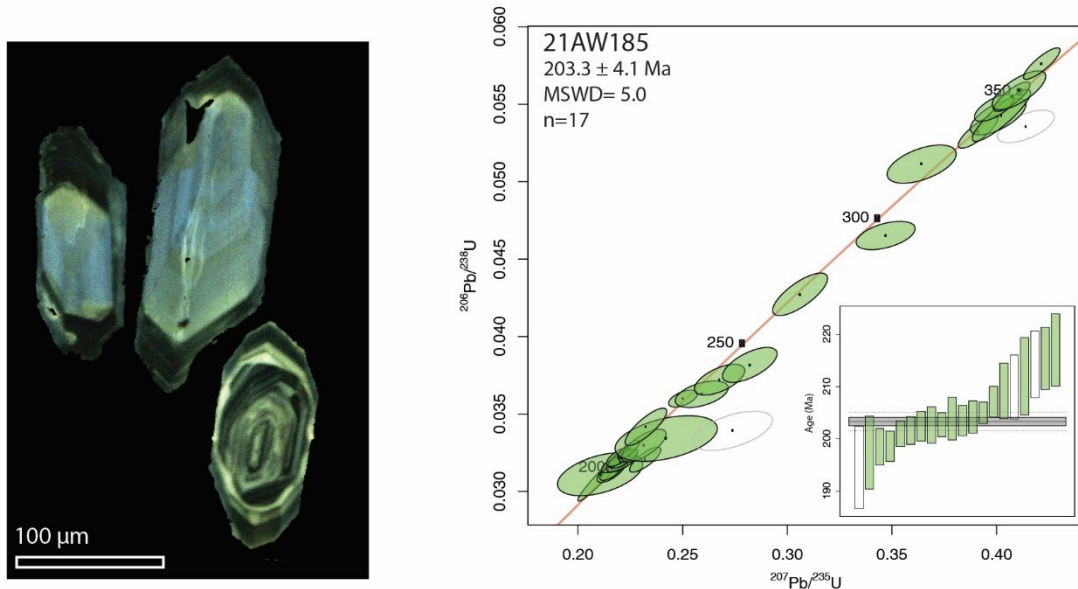 100 µm
21AW185
203.3 ± 4.1 Ma
MSWD= 5.0
n=17
0.060
0.055
0.050
0.045
0.040
0.035
0.030
²⁰⁶Pb/²³⁸U
350
300
250
200
0.20
0.25
0.30
0.35
0.40
²⁰⁷Pb/²³⁵U
220
210
200
190
Age (Ma)